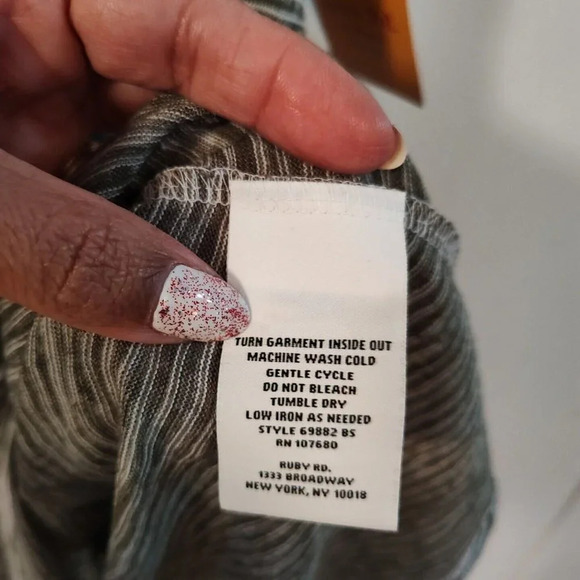 TURN GARMENT INSIDE OUT
MACHINE WASH COLD
GENTLE CYCLE
DO NOT BLEACH
TUMBLE DRY
LOW IRON AS NEEDED
STYLE 69882 BS
RN 107680
RUBY RD.
1333 BROADWAY
NEW YORK, NY 10018